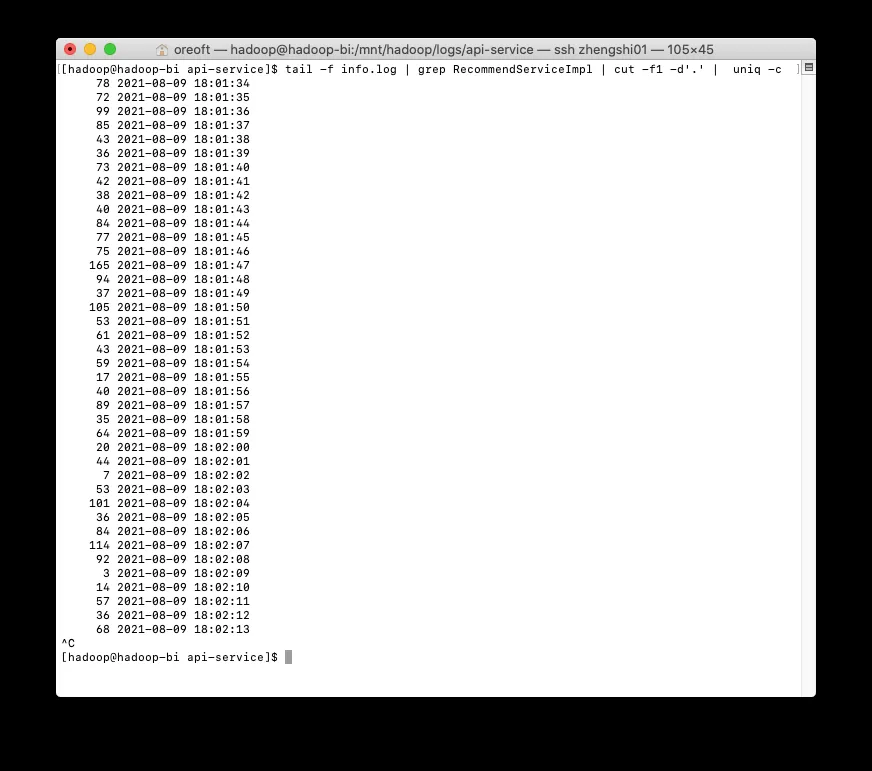 oreoft — hadoop@hadoop-bi:/mnt/hadoop/logs/api-service — ssh zhengshi01 — 105×45
[[hadoop@hadoop-bi api-service]$ tail -f info.log | grep RecommendServiceImpl | cut -f1 -d'.' |  uniq -c  ]
78 2021-08-09 18:01:34
72 2021-08-09 18:01:35
99 2021-08-09 18:01:36
85 2021-08-09 18:01:37
43 2021-08-09 18:01:38
36 2021-08-09 18:01:39
73 2021-08-09 18:01:40
42 2021-08-09 18:01:41
38 2021-08-09 18:01:42
40 2021-08-09 18:01:43
84 2021-08-09 18:01:44
77 2021-08-09 18:01:45
75 2021-08-09 18:01:46
165 2021-08-09 18:01:47
94 2021-08-09 18:01:48
37 2021-08-09 18:01:49
105 2021-08-09 18:01:50
53 2021-08-09 18:01:51
61 2021-08-09 18:01:52
43 2021-08-09 18:01:53
59 2021-08-09 18:01:54
17 2021-08-09 18:01:55
40 2021-08-09 18:01:56
89 2021-08-09 18:01:57
35 2021-08-09 18:01:58
64 2021-08-09 18:01:59
20 2021-08-09 18:02:00
44 2021-08-09 18:02:01
7 2021-08-09 18:02:02
53 2021-08-09 18:02:03
101 2021-08-09 18:02:04
36 2021-08-09 18:02:05
84 2021-08-09 18:02:06
114 2021-08-09 18:02:07
92 2021-08-09 18:02:08
3 2021-08-09 18:02:09
14 2021-08-09 18:02:10
57 2021-08-09 18:02:11
36 2021-08-09 18:02:12
68 2021-08-09 18:02:13
^C
[hadoop@hadoop-bi api-service]$